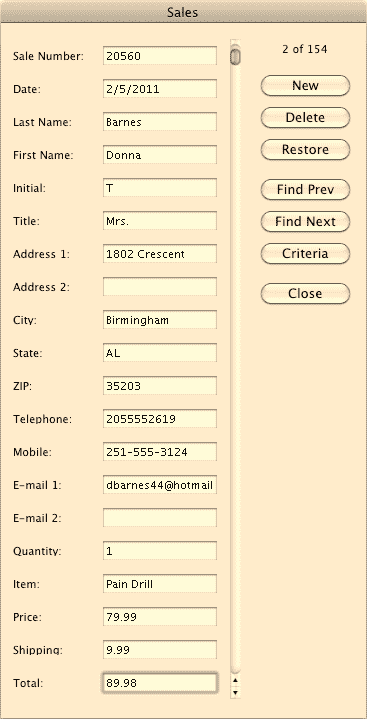 Sales
2 of 154
Sale Number: 20560
Date: 2/5/2011
Last Name: Barnes
First Name: Donna
Initial: T
Title: Mrs.
Address 1: 1802 Crescent
Address 2:
City: Birmingham
State: AL
ZIP: 35203
Telephone: 2055552619
Mobile: 251-555-3124
E-mail 1: dbarnes44@hotmail
E-mail 2:
Quantity: 1
Item: Pain Drill
Price: 79.99
Shipping: 9.99
Total: 89.98
New
Delete
Restore
Find Prev
Find Next
Criteria
Close